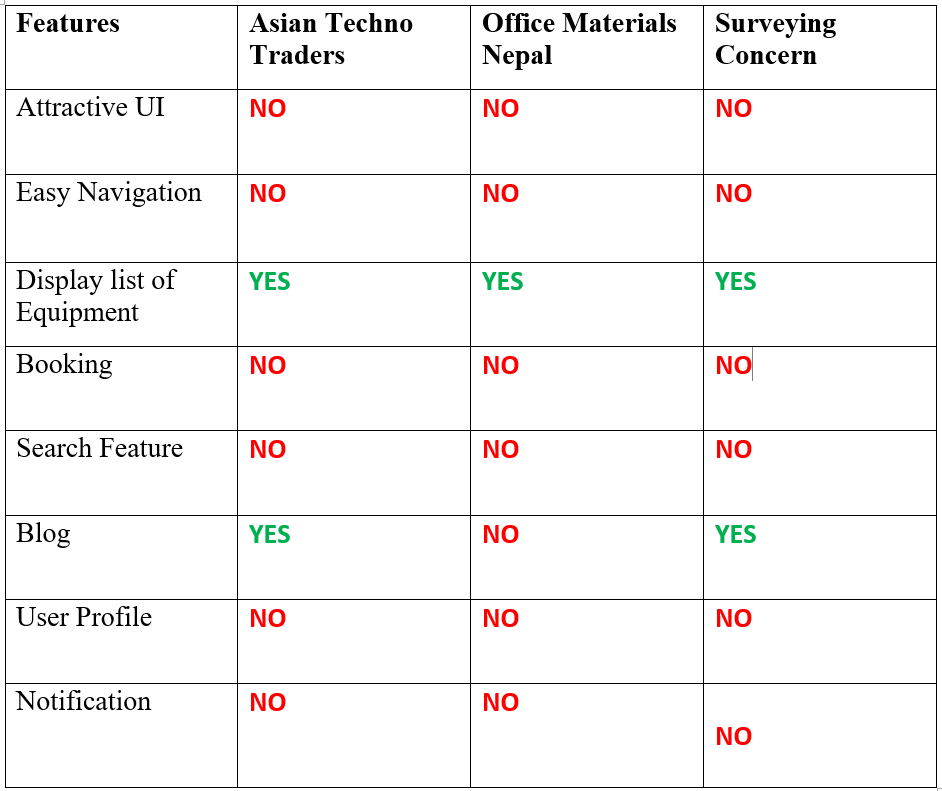 Features Asian Techno Office Materials Surveying
Traders Nepal Concern
Attractive UI NO NO NO
Easy Navigation NO NO NO
Display list of YES YES YES
Equipment
Booking NO NO NO
Search Feature NO NO NO
Blog YES NO YES
User Profile NO NO NO
Notification NO NO
NO